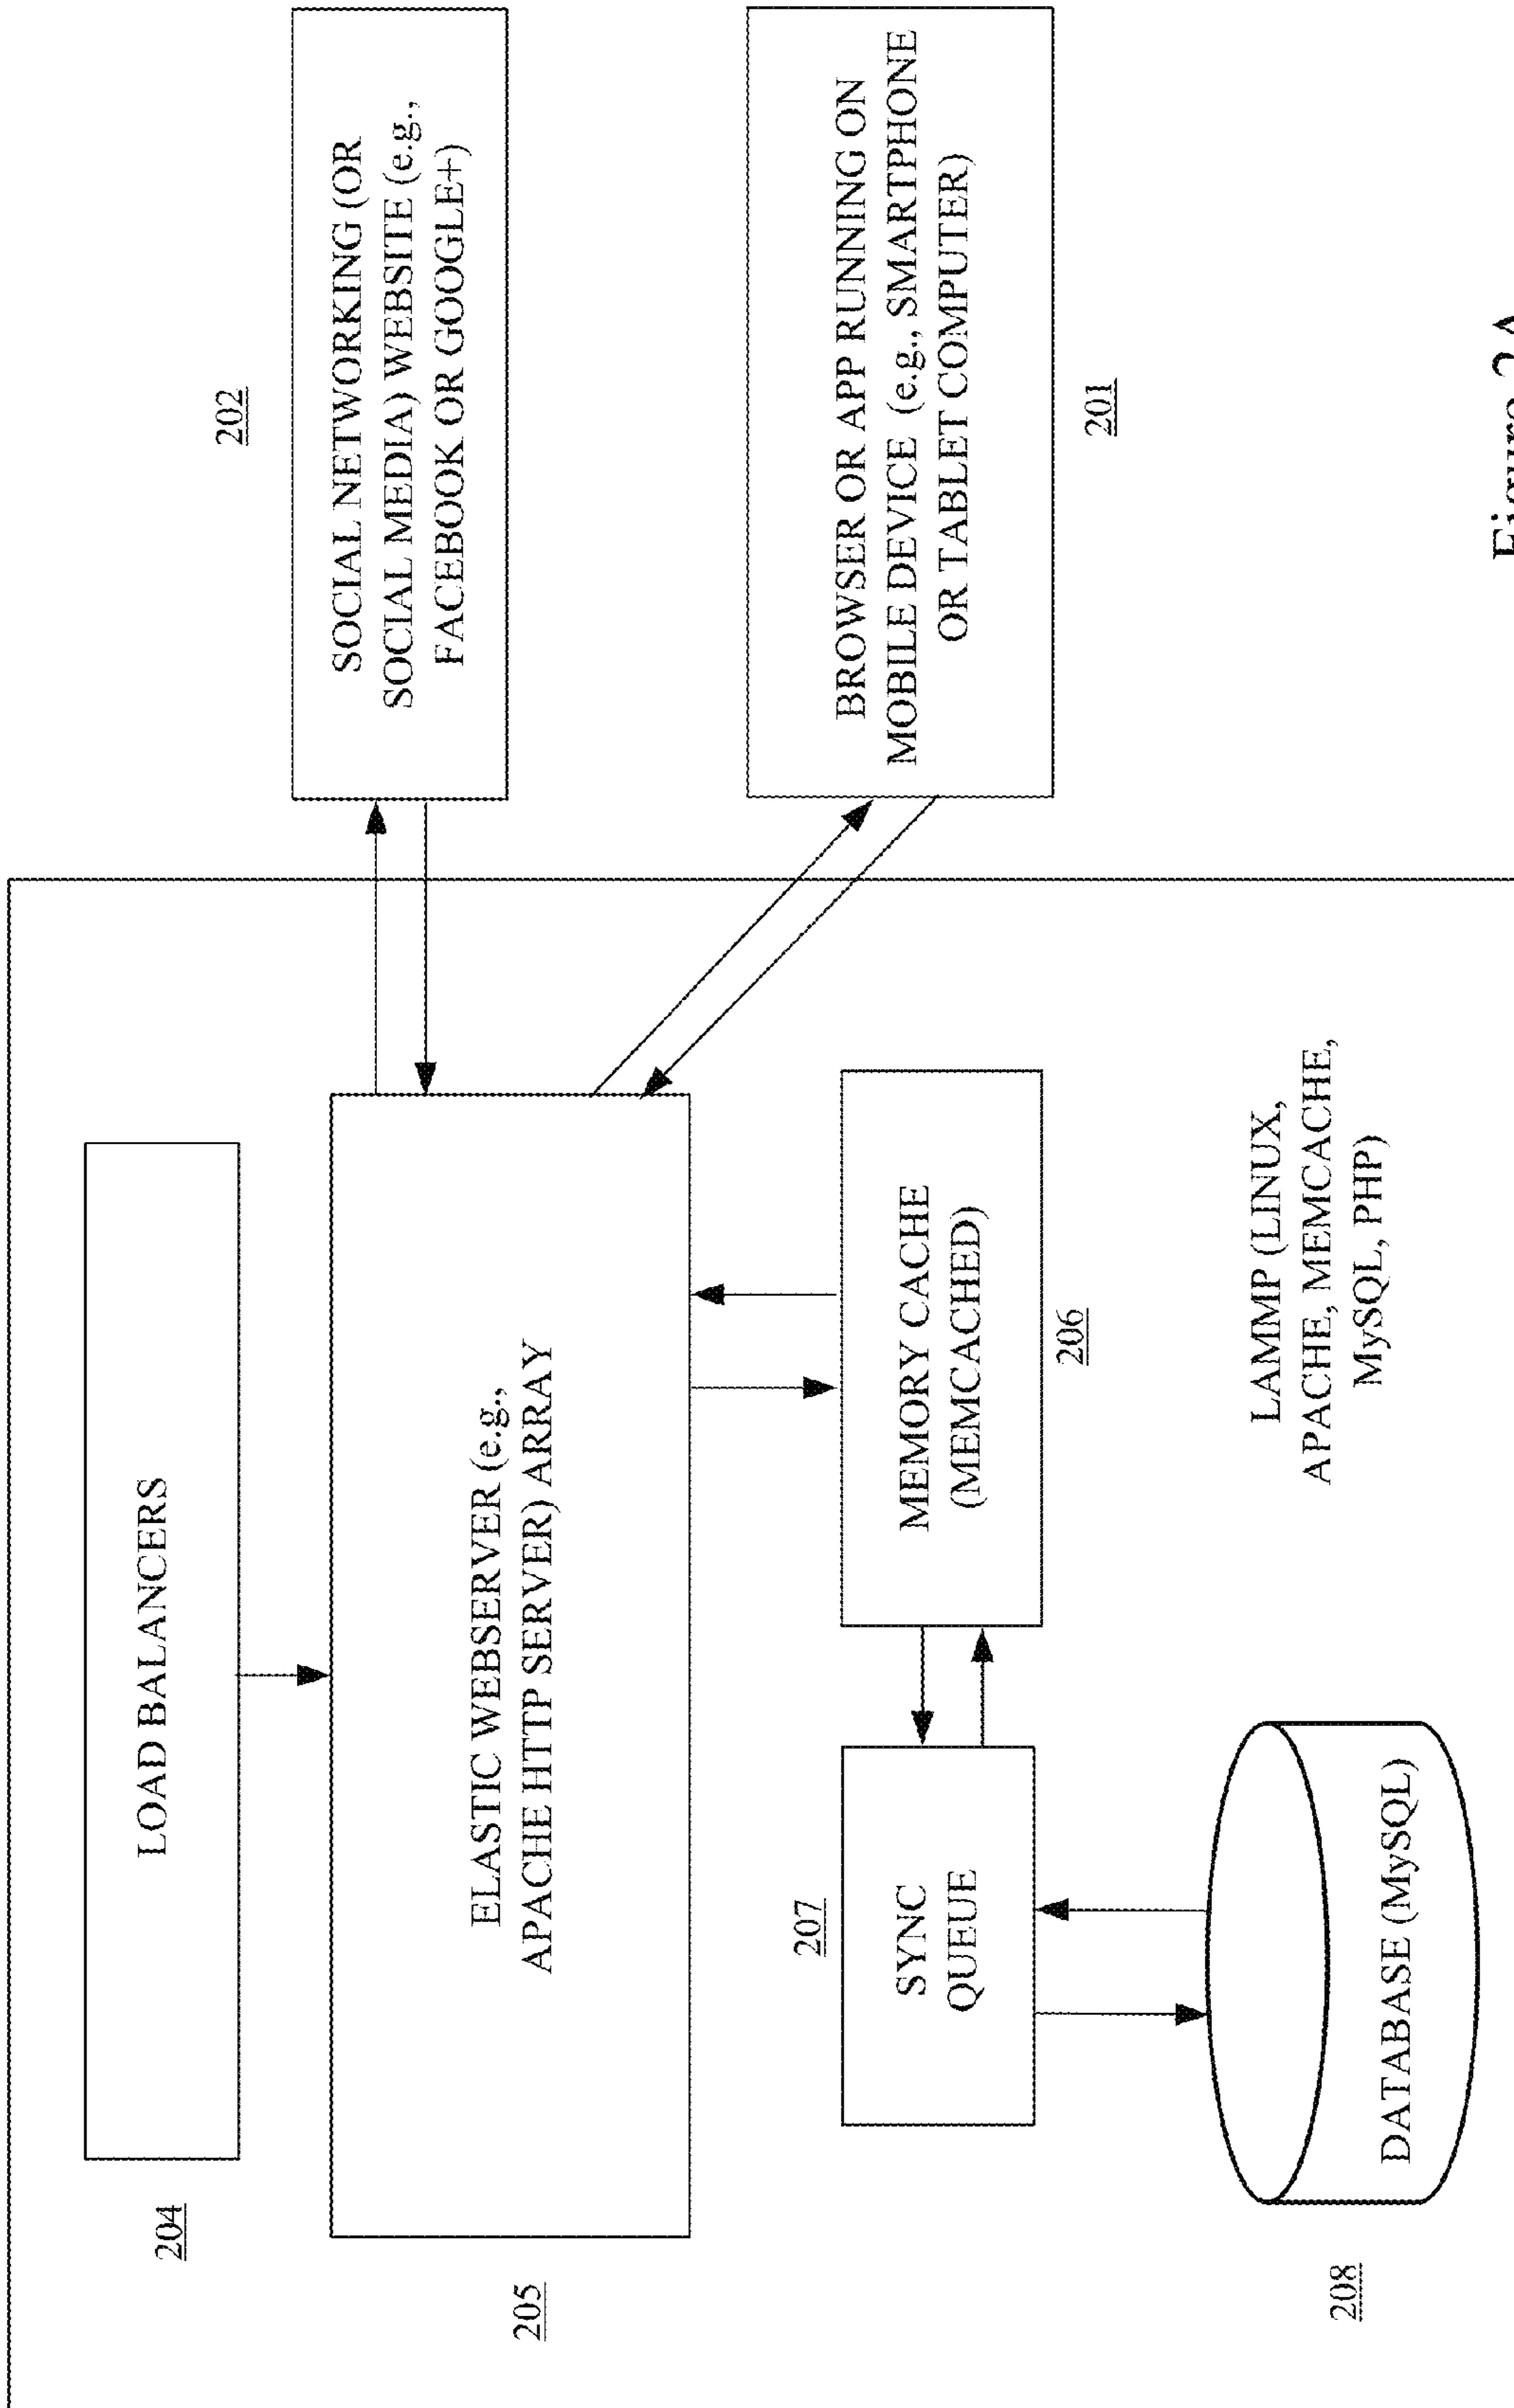 204
LOAD BALANCERS
205
ELASTIC WEBSERVER (e.g.,
APACHE HTTP SERVER) ARRAY
202
SOCIAL NETWORKING (OR
SOCIAL MEDIA) WEBSITE (e.g.,
FACEBOOK OR GOOGLE+)
207
SYNC
QUEUE
MEMORY CACHE
(MEMCACHED)
206
BROWSER OR APP RUNNING ON
MOBILE DEVICE (e.g., SMARTPHONE
OR TABLET COMPUTER)
201
208
DATABASE (MySQL)
LAMMP (LINUX,
APACHE, MEMCACHE,
MySQL, PHP)
Figure 2A